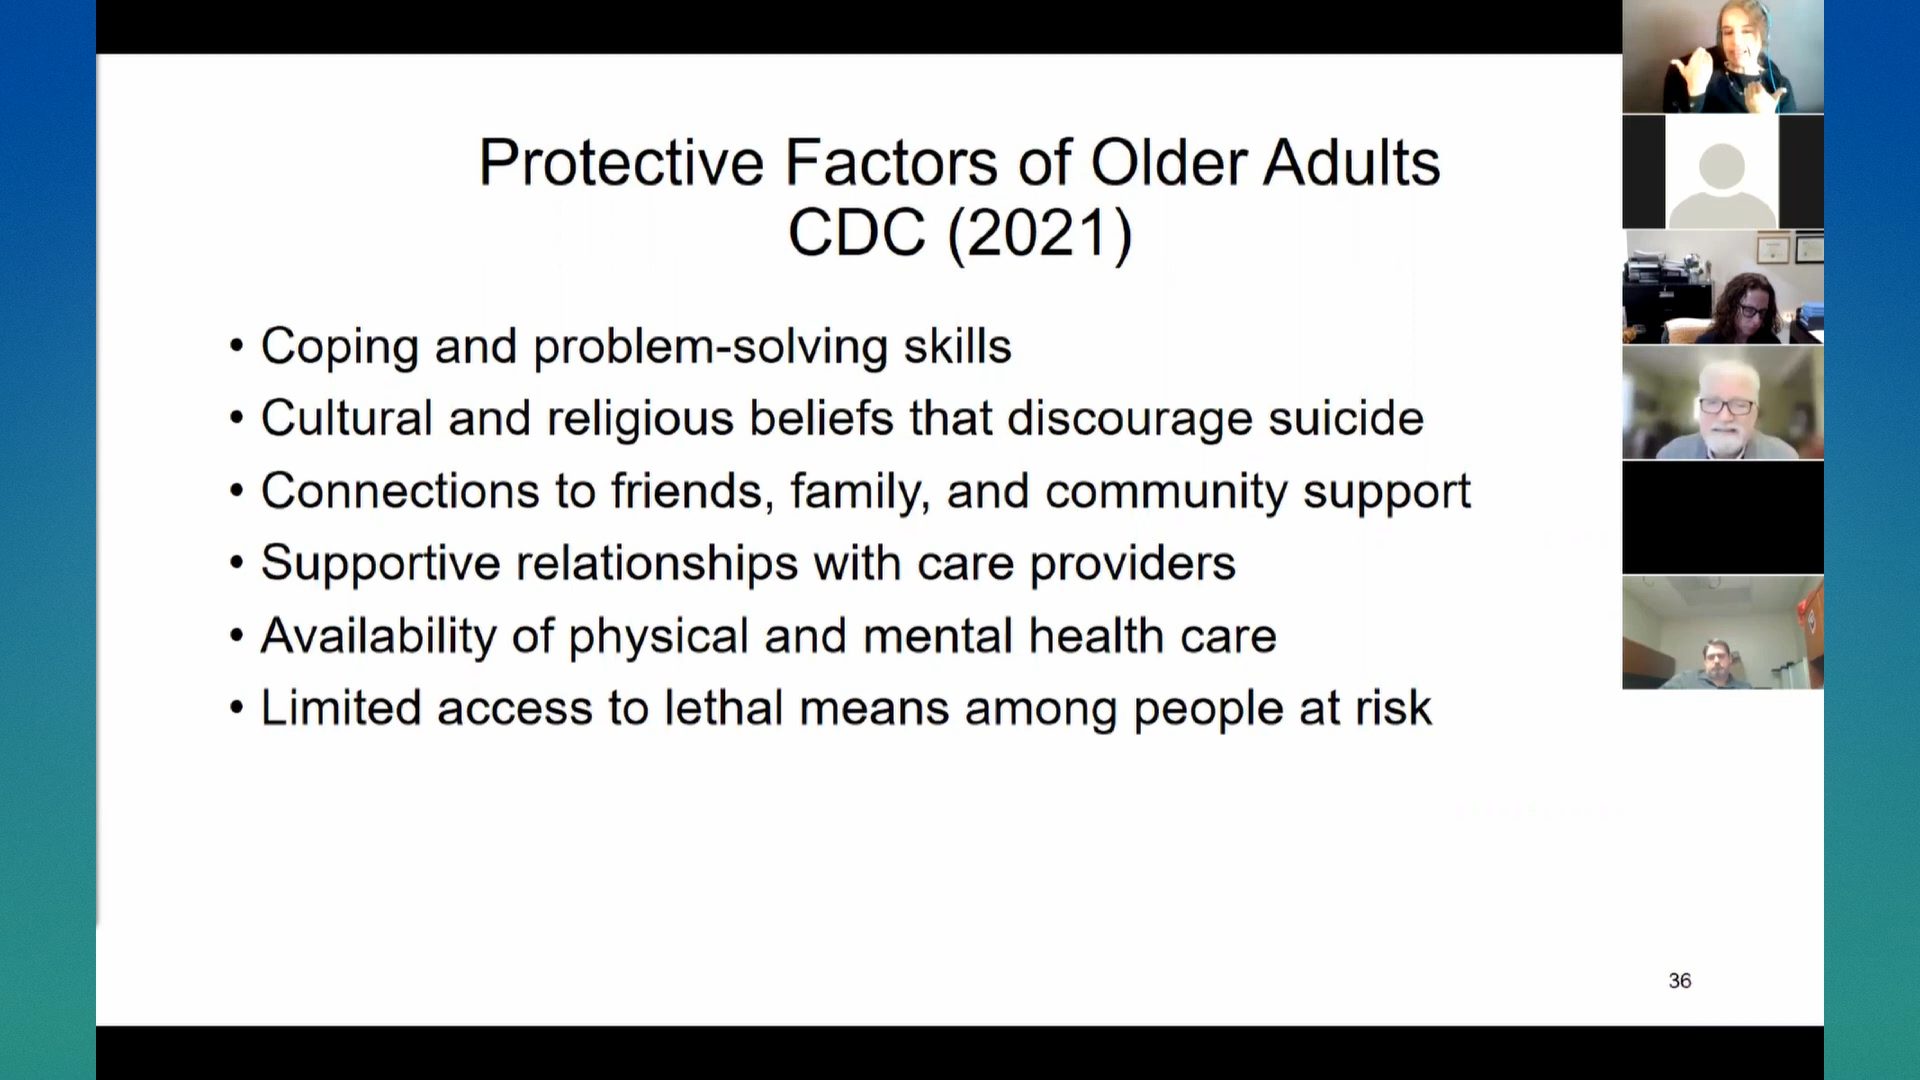 Protective Factors of Older Adults
CDC (2021)
• Coping and problem-solving skills
• Cultural and religious beliefs that discourage suicide
• Connections to friends, family, and community support
• Supportive relationships with care providers
• Availability of physical and mental health care
• Limited access to lethal means among people at risk
36